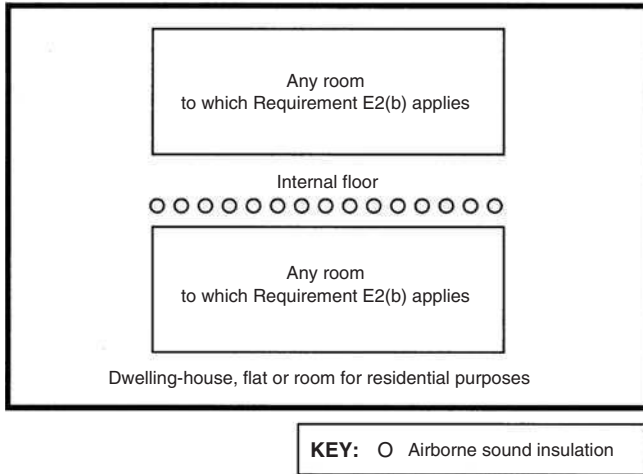 Any room
to which Requirement E2(b) applies
Internal floor
Any room
to which Requirement E2(b) applies
Dwelling-house, flat or room for residential purposes
KEY: O Airborne sound insulation